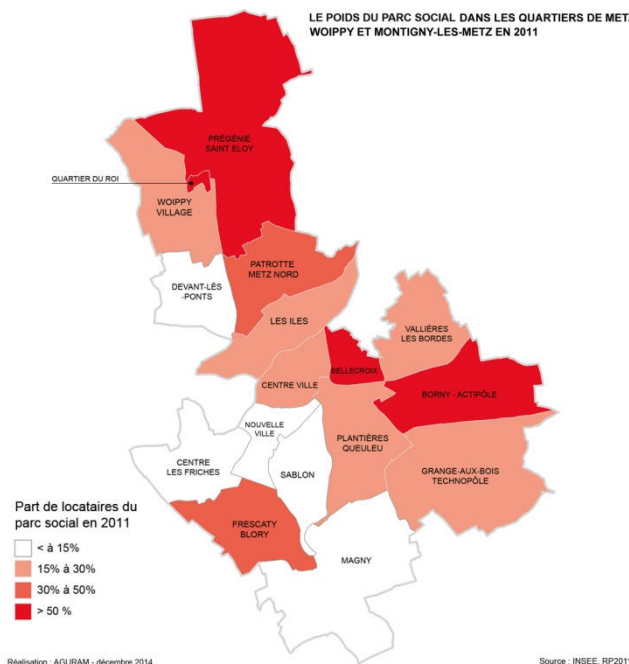 LE POIDS DU PARC SOCIAL DANS LES QUARTIERS DE METZ
WOIPPY ET MONTIGNY-LES-METZ EN 2011
PRÉGÉNIE
SAINT ELOY
QUARTIER DU ROI
WOIPPY
VILLAGE
PATROTTE
METZ NORD
DEVANT-LÈS
-PONTS
LES ILES
VALLIÈRES
LES BORDES
BELLECROIX
CENTRE VILLE
BORNY - ACTIPÔLE
NOUVELLE
VILLE
PLANTIÈRES
QUEULEU
CENTRE
LES FRICHES
SABLON
GRANGE-AUX-BOIS
TECHNOPÔLE
FRESCATY
BLORY
MAGNY
Part de locataires du
parc social en 2011
< à 15%
15% à 30%
30% à 50%
> 50 %
Réalisation : AGURAM - décembre 2014
Source : INSEE, RP2011